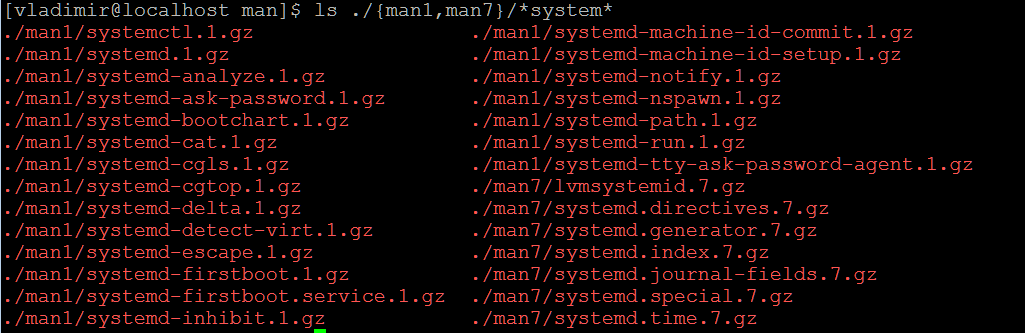 [vladimir@localhost man]$ ls ./{man1,man7}/*system*
./man1/systemctl.1.gz ./man1/systemd-machine-id-commit.1.gz
./man1/systemd.1.gz ./man1/systemd-machine-id-setup.1.gz
./man1/systemd-analyze.1.gz ./man1/systemd-notify.1.gz
./man1/systemd-ask-password.1.gz ./man1/systemd-nspawn.1.gz
./man1/systemd-bootchart.1.gz ./man1/systemd-path.1.gz
./man1/systemd-cat.1.gz ./man1/systemd-run.1.gz
./man1/systemd-cgls.1.gz ./man1/systemd-tty-ask-password-agent.1.gz
./man1/systemd-cgtop.1.gz ./man7/lvmsystemid.7.gz
./man1/systemd-delta.1.gz ./man7/systemd.directives.7.gz
./man1/systemd-detect-virt.1.gz ./man7/systemd.generator.7.gz
./man1/systemd-escape.1.gz ./man7/systemd.index.7.gz
./man1/systemd-firstboot.1.gz ./man7/systemd.journal-fields.7.gz
./man1/systemd-firstboot.service.1.gz ./man7/systemd.special.7.gz
./man1/systemd-inhibit.1.gz ./man7/systemd.time.7.gz